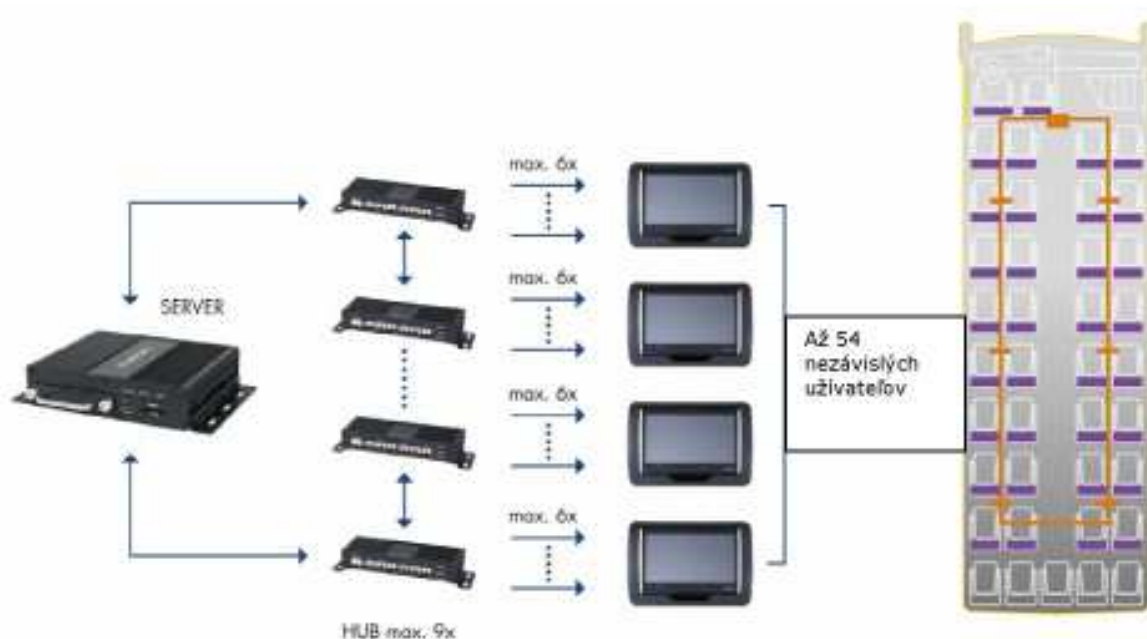 max. 6x
SERVER
max. 6x
Až 54
nezávislých
užívateľov
max. 6x
max. 6x
HUB max. 9x